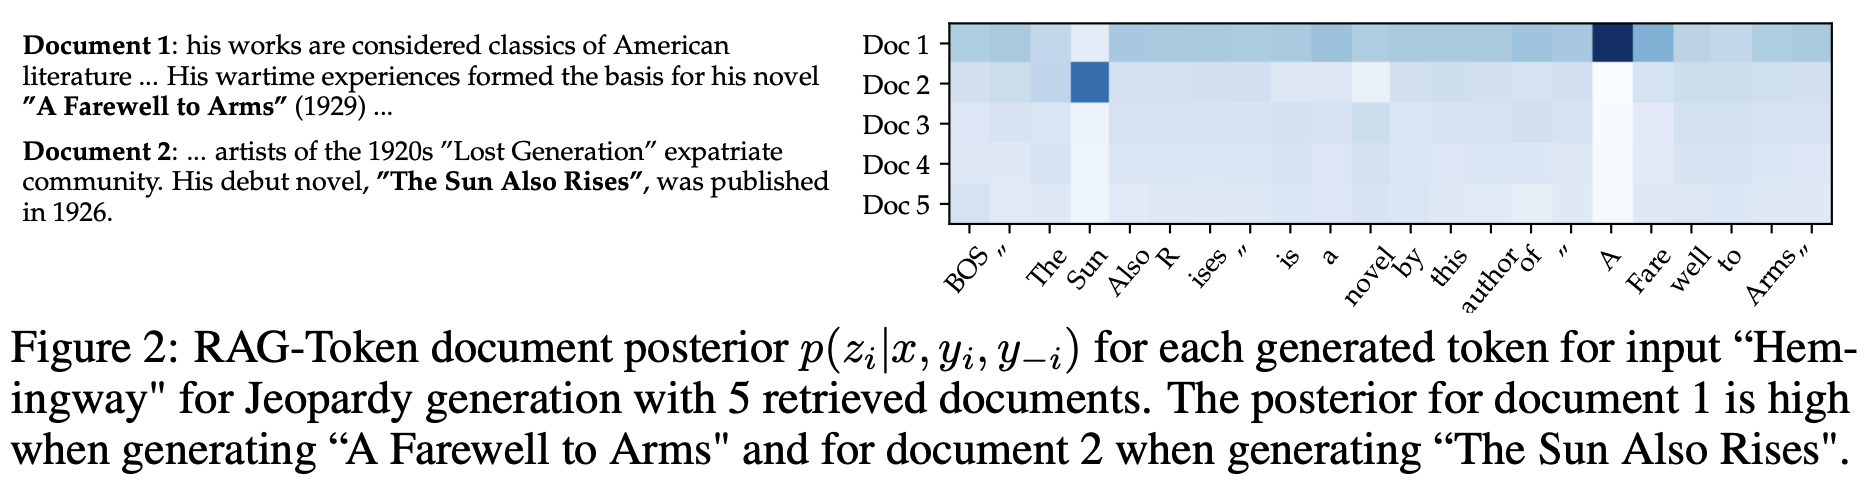 Document 1: his works are considered classics of American
literature ... His wartime experiences formed the basis for his novel
”A Farewell to Arms” (1929) ...
Document 2: ... artists of the 1920s ”Lost Generation” expatriate
community. His debut novel, ”The Sun Also Rises”, was published
in 1926.
Doc 1
Doc 2
Doc 3
Doc 4
Doc 5
BOS ” The Sun Also R ises ” is a novel by this author of ” A Fare well to Arms ”
Figure 2: RAG-Token document posterior p(z_i|x, y_i, y_{−i}) for each generated token for input “Hem-
ingway" for Jeopardy generation with 5 retrieved documents. The posterior for document 1 is high
when generating “A Farewell to Arms" and for document 2 when generating “The Sun Also Rises".